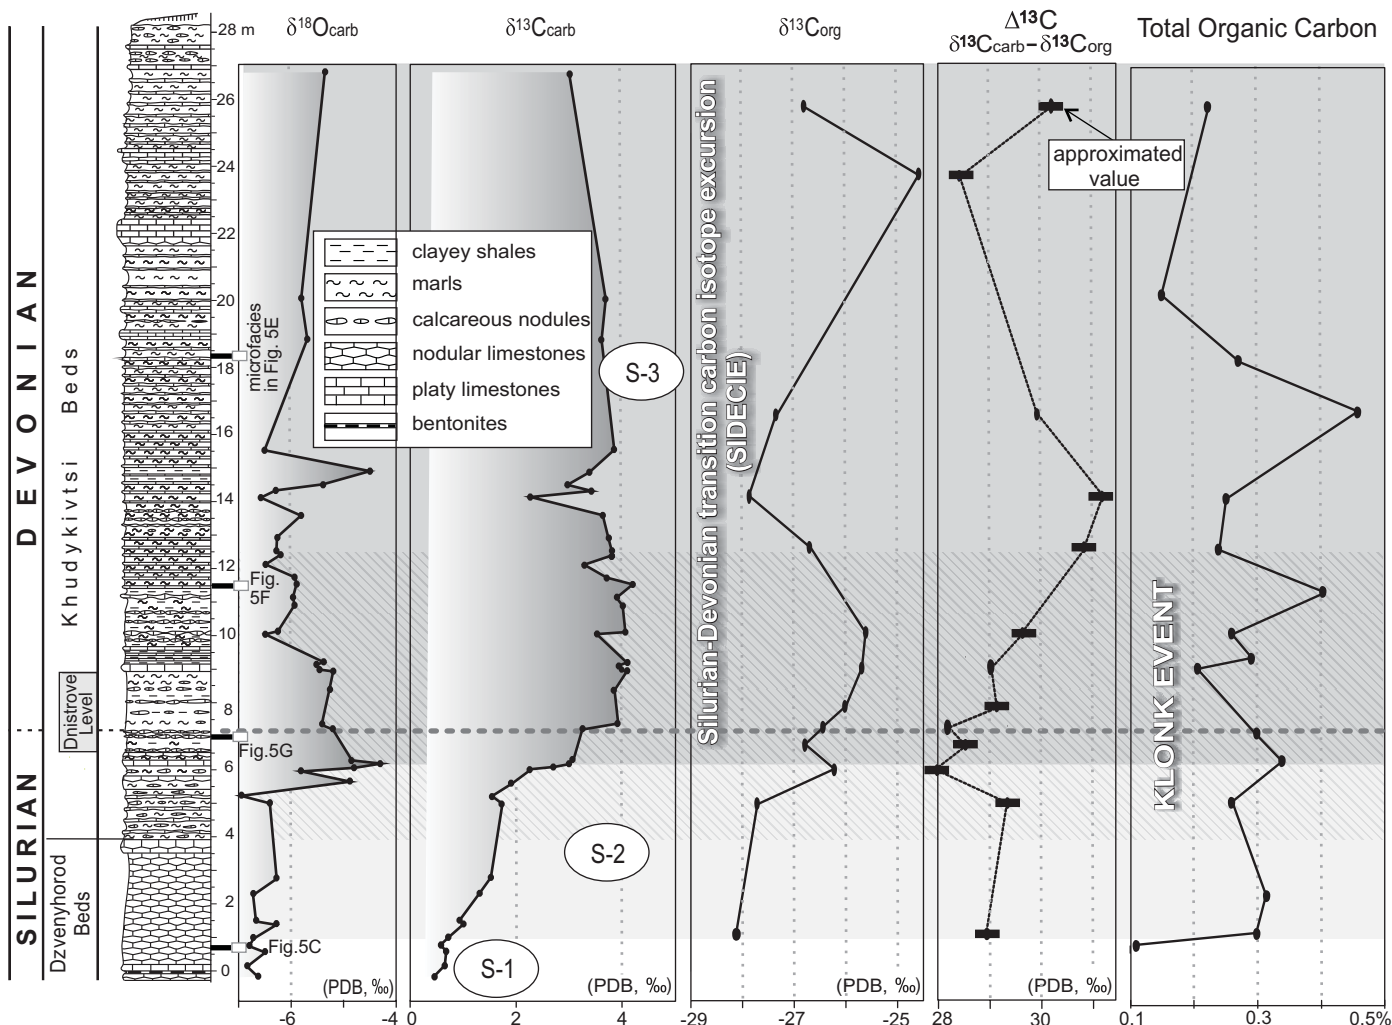 δ¹⁸Ocarb
δ¹³Ccarb
δ¹³Corg
Δ¹³C
δ¹³Ccarb–δ¹³Corg
Total Organic Carbon
28 m
26
24
22
20
18
16
14
12
10
8
6
4
2
0
DEVONIAN
SILURIAN
Khudykivtsi Beds
Dnistrove
Level
Dzvenyhorod
Beds
microfacies
in Fig. 5E
Fig.
5F
Fig.5G
Fig.5C
clayey shales
marls
calcareous nodules
nodular limestones
platy limestones
bentonites
S-3
S-2
S-1
Silurian-Devonian transition carbon isotope excursion
(SIDECIE)
approximated
value
KLONK EVENT
(PDB, ‰)
(PDB, ‰)
(PDB, ‰)
(PDB, ‰)
-6 -4
0 2 4
-29 -27 -25
28 30
0.1 0.3 0.5%